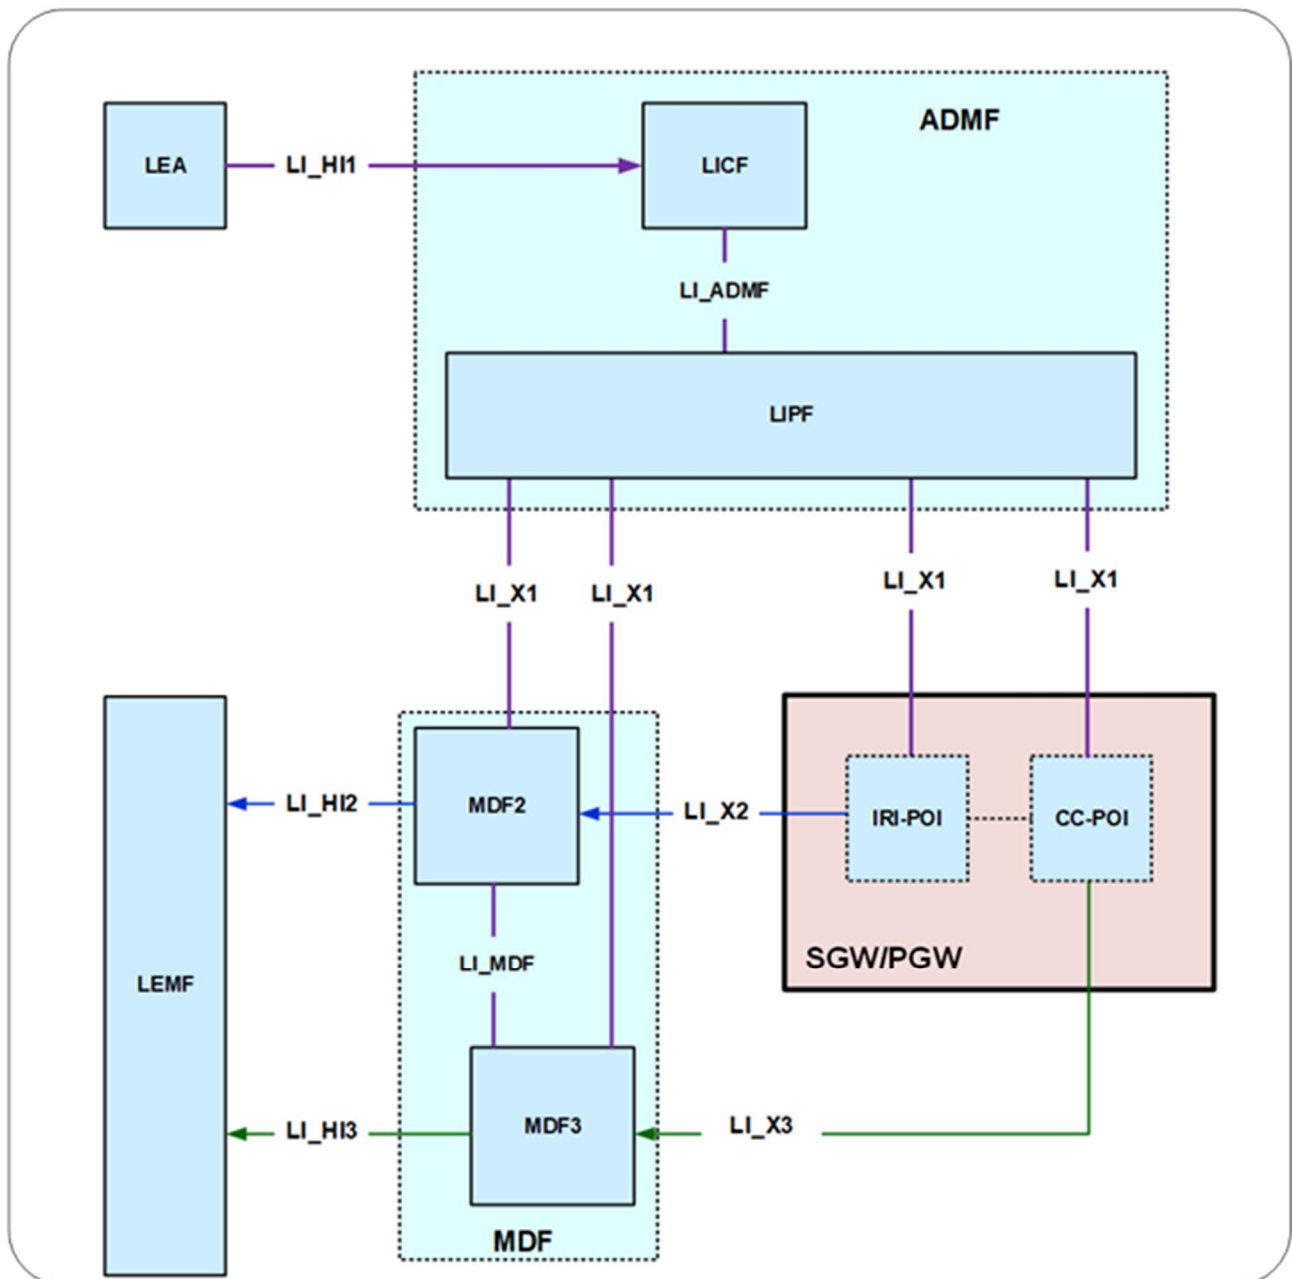 ADMF
LEA
LI_HI1
LICF
LI_ADMF
LIPF
LI_X1
LI_X1
LI_X1
LI_X1
LEMF
LI_HI2
MDF2
LI_X2
IRI-POI
CC-POI
SGW/PGW
LI_MDF
LI_HI3
MDF3
LI_X3
MDF